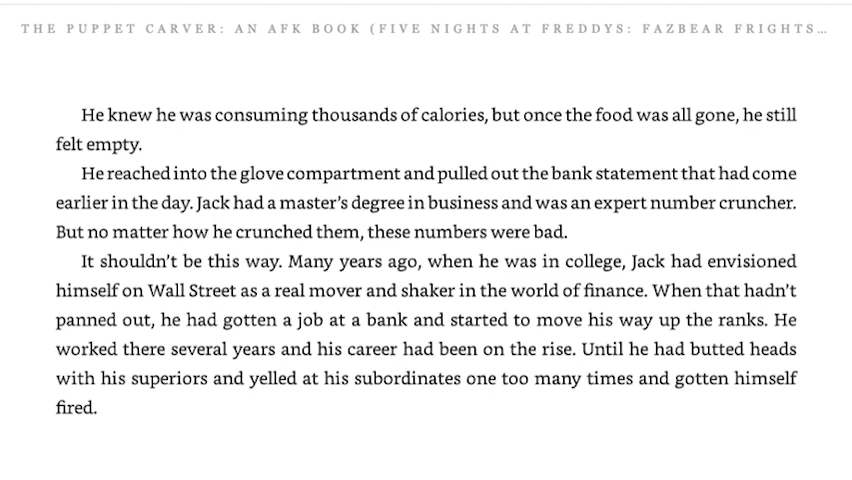 THE PUPPET CARVER: AN AFK BOOK (FIVE NIGHTS AT FREDDYS: FAZBEAR FRIGHTS…
He knew he was consuming thousands of calories, but once the food was all gone, he still
felt empty.
He reached into the glove compartment and pulled out the bank statement that had come
earlier in the day. Jack had a master's degree in business and was an expert number cruncher.
But no matter how he crunched them, these numbers were bad.
It shouldn't be this way. Many years ago, when he was in college, Jack had envisioned
himself on Wall Street as a real mover and shaker in the world of finance. When that hadn't
panned out, he had gotten a job at a bank and started to move his way up the ranks. He
worked there several years and his career had been on the rise. Until he had butted heads
with his superiors and yelled at his subordinates one too many times and gotten himself
fired.